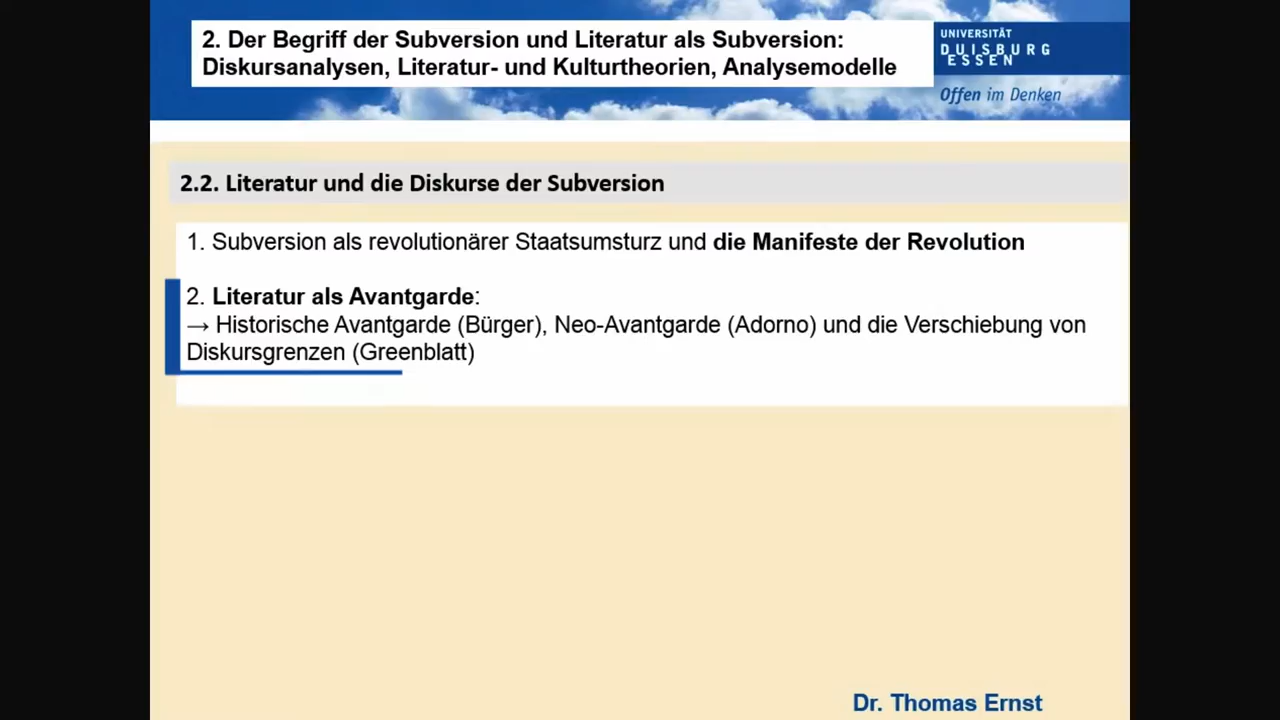 2. Der Begriff der Subversion und Literatur als Subversion:
Diskursanalysen, Literatur- und Kulturtheorien, Analysemodelle
UNIVERSITÄT
DUISBURG
ESSEN
Offen im Denken
2.2. Literatur und die Diskurse der Subversion
1. Subversion als revolutionärer Staatsumsturz und die Manifeste der Revolution
2. Literatur als Avantgarde:
→ Historische Avantgarde (Bürger), Neo-Avantgarde (Adorno) und die Verschiebung von
Diskursgrenzen (Greenblatt)
Dr. Thomas Ernst